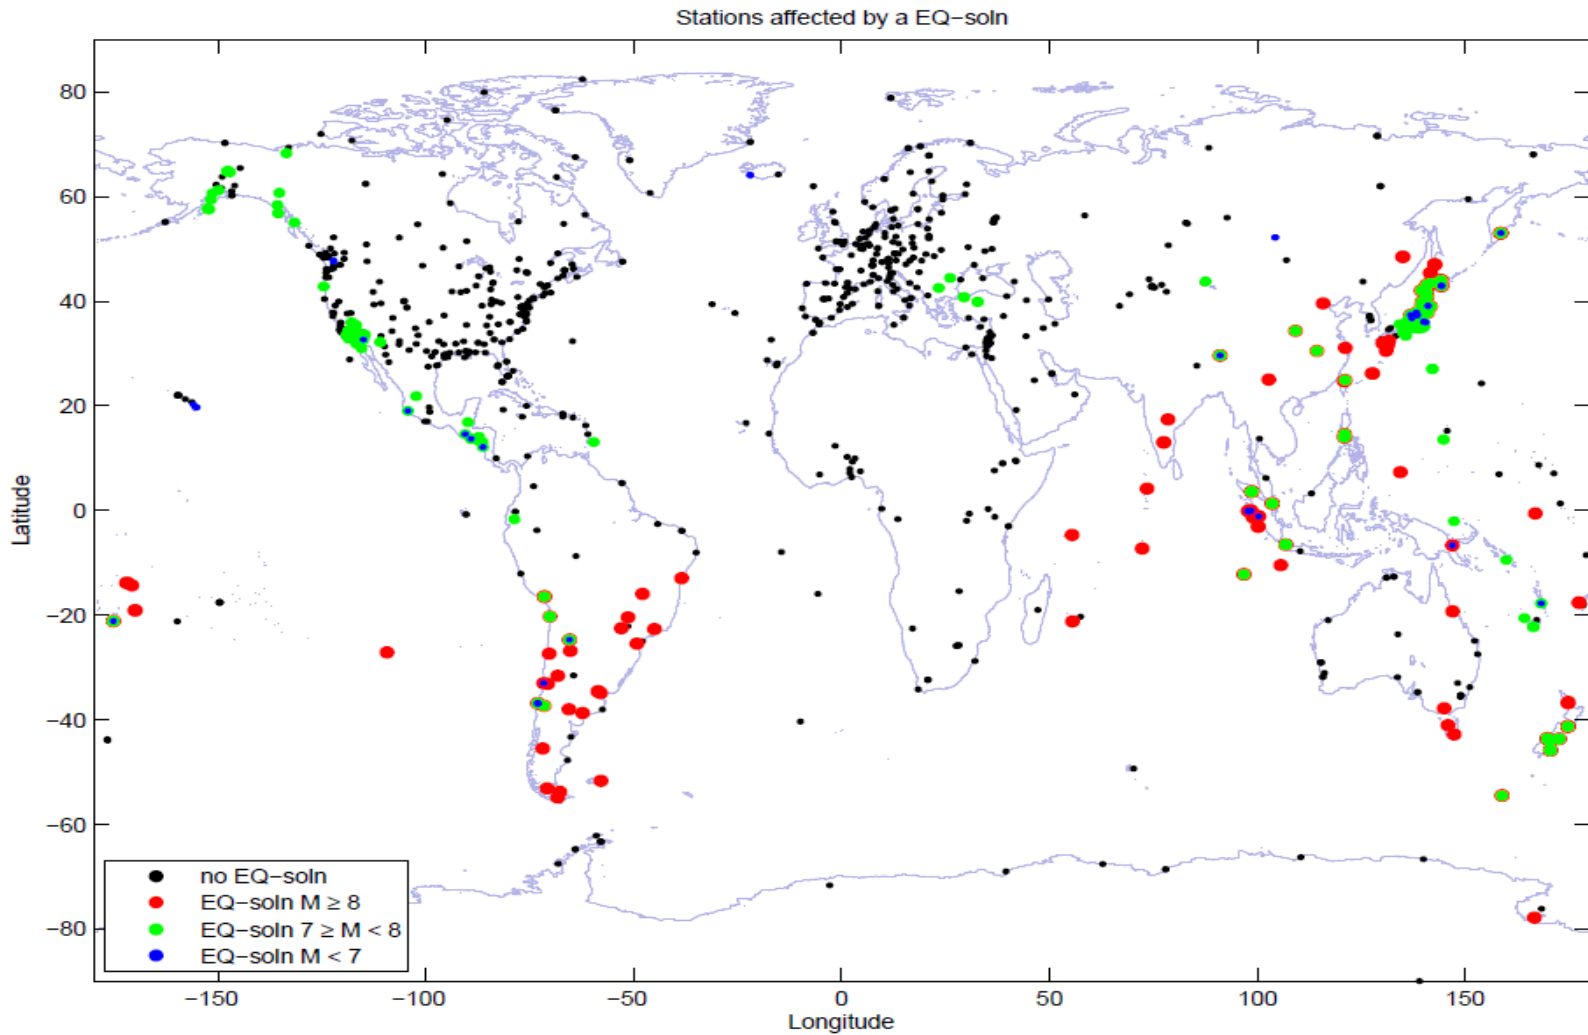 Stations affected by a EQ−soln
80
60
40
20
0
−20
−40
−60
−80
Latitude
no EQ−soln
EQ−soln M ≥ 8
EQ−soln 7 ≥ M < 8
EQ−soln M < 7
−150
−100
−50
0
50
100
150
Longitude